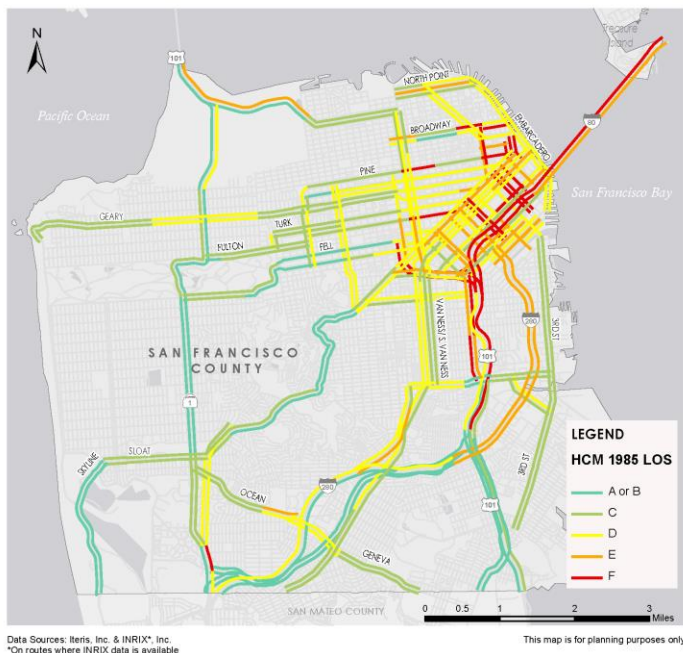 N
101
Treasure
Island
Pacific Ocean
NORTH POINT
EMBARCADERO
BROADWAY
80
San Francisco Bay
PINE
GEARY
TURK
FULTON
FELL
VAN NESS/ S. VAN NESS
280
3RD ST
101
SAN FRANCISCO
COUNTY
1
SKYLINE
SLOAT
OCEAN
280
GENEVA
101
3RD ST
LEGEND
HCM 1985 LOS
A or B
C
D
E
F
SAN MATEO COUNTY
0 0.5 1 2 3
Miles
Data Sources: Iteris, Inc. & INRIX*, Inc.
*On routes where INRIX data is available
This map is for planning purposes only